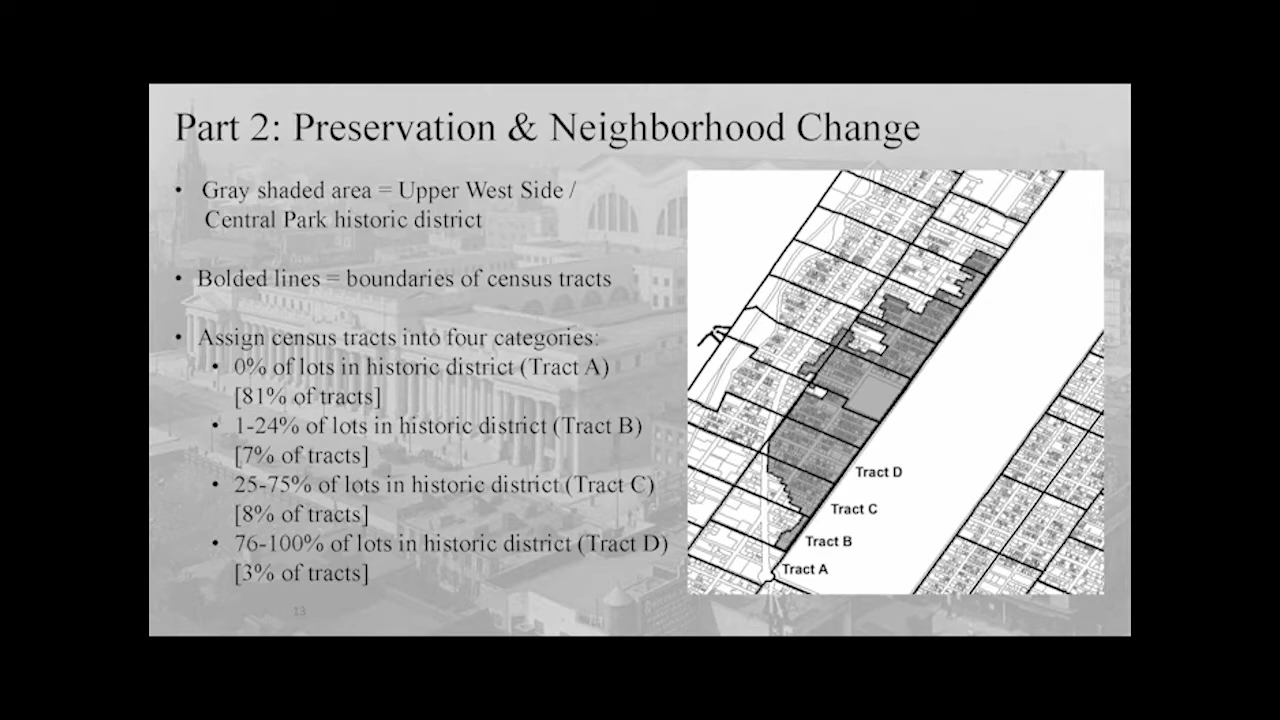 Part 2: Preservation & Neighborhood Change
• Gray shaded area = Upper West Side /
Central Park historic district
• Bolded lines = boundaries of census tracts
• Assign census tracts into four categories:
• 0% of lots in historic district (Tract A)
[81% of tracts]
• 1-24% of lots in historic district (Tract B)
[7% of tracts]
• 25-75% of lots in historic district (Tract C)
[8% of tracts]
• 76-100% of lots in historic district (Tract D)
[3% of tracts]
13
Tract D
Tract C
Tract B
Tract A